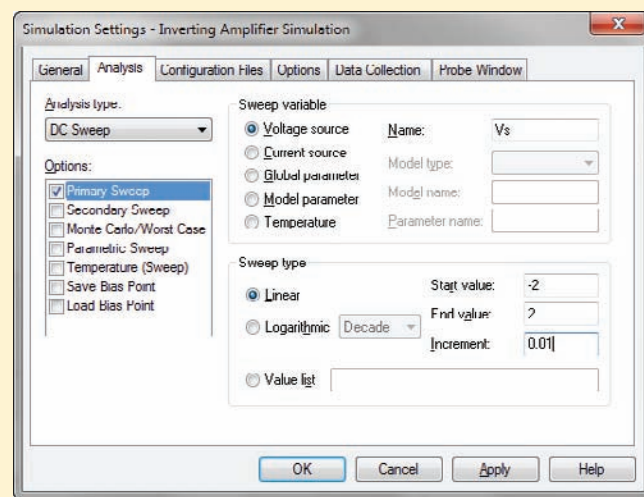 Simulation Settings - Inverting Amplifier Simulation
General Analysis Configuration Files Options Data Collection Probe Window
Analysis type:
DC Sweep
Options:
Primary Sweep
Secondary Sweep
Monte Carlo/Worst Case
Parametric Sweep
Temperature (Sweep)
Save Bias Point
Load Bias Point
Sweep variable
Voltage source
Current source
Global parameter
Model parameter
Temperature
Name: Vs
Model type:
Model name:
Parameter name:
Sweep type
Linear
Logarithmic Decade
Value list
Start value: -2
End value: 2
Increment: 0.01
OK Cancel Apply Help